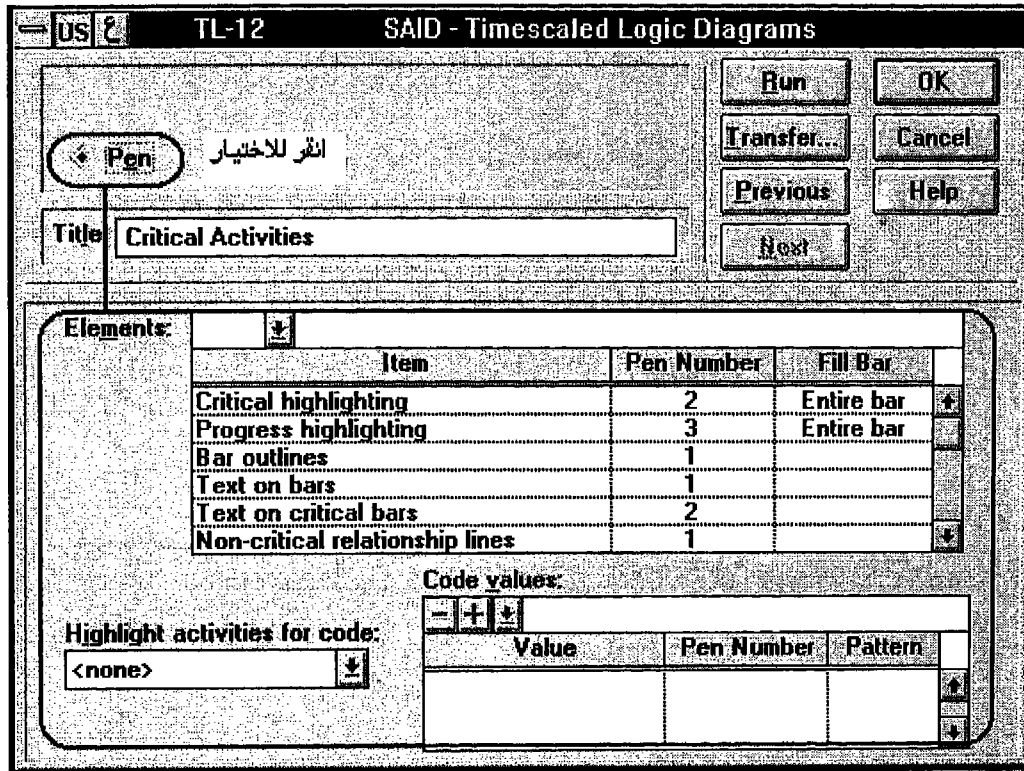 US TL-12 SAID - Timescaled Logic Diagrams
Run OK
Pen انقر للاختيار
Transfer... Cancel
Previous Help
Title Critical Activities
Next
Elements:
Item Pen Number Fill Bar
Critical highlighting 2 Entire bar
Progress highlighting 3 Entire bar
Bar outlines 1
Text on bars 1
Text on critical bars 2
Non-critical relationship lines 1
Code values:
Highlight activities for code:
Value Pen Number Pattern
<none>